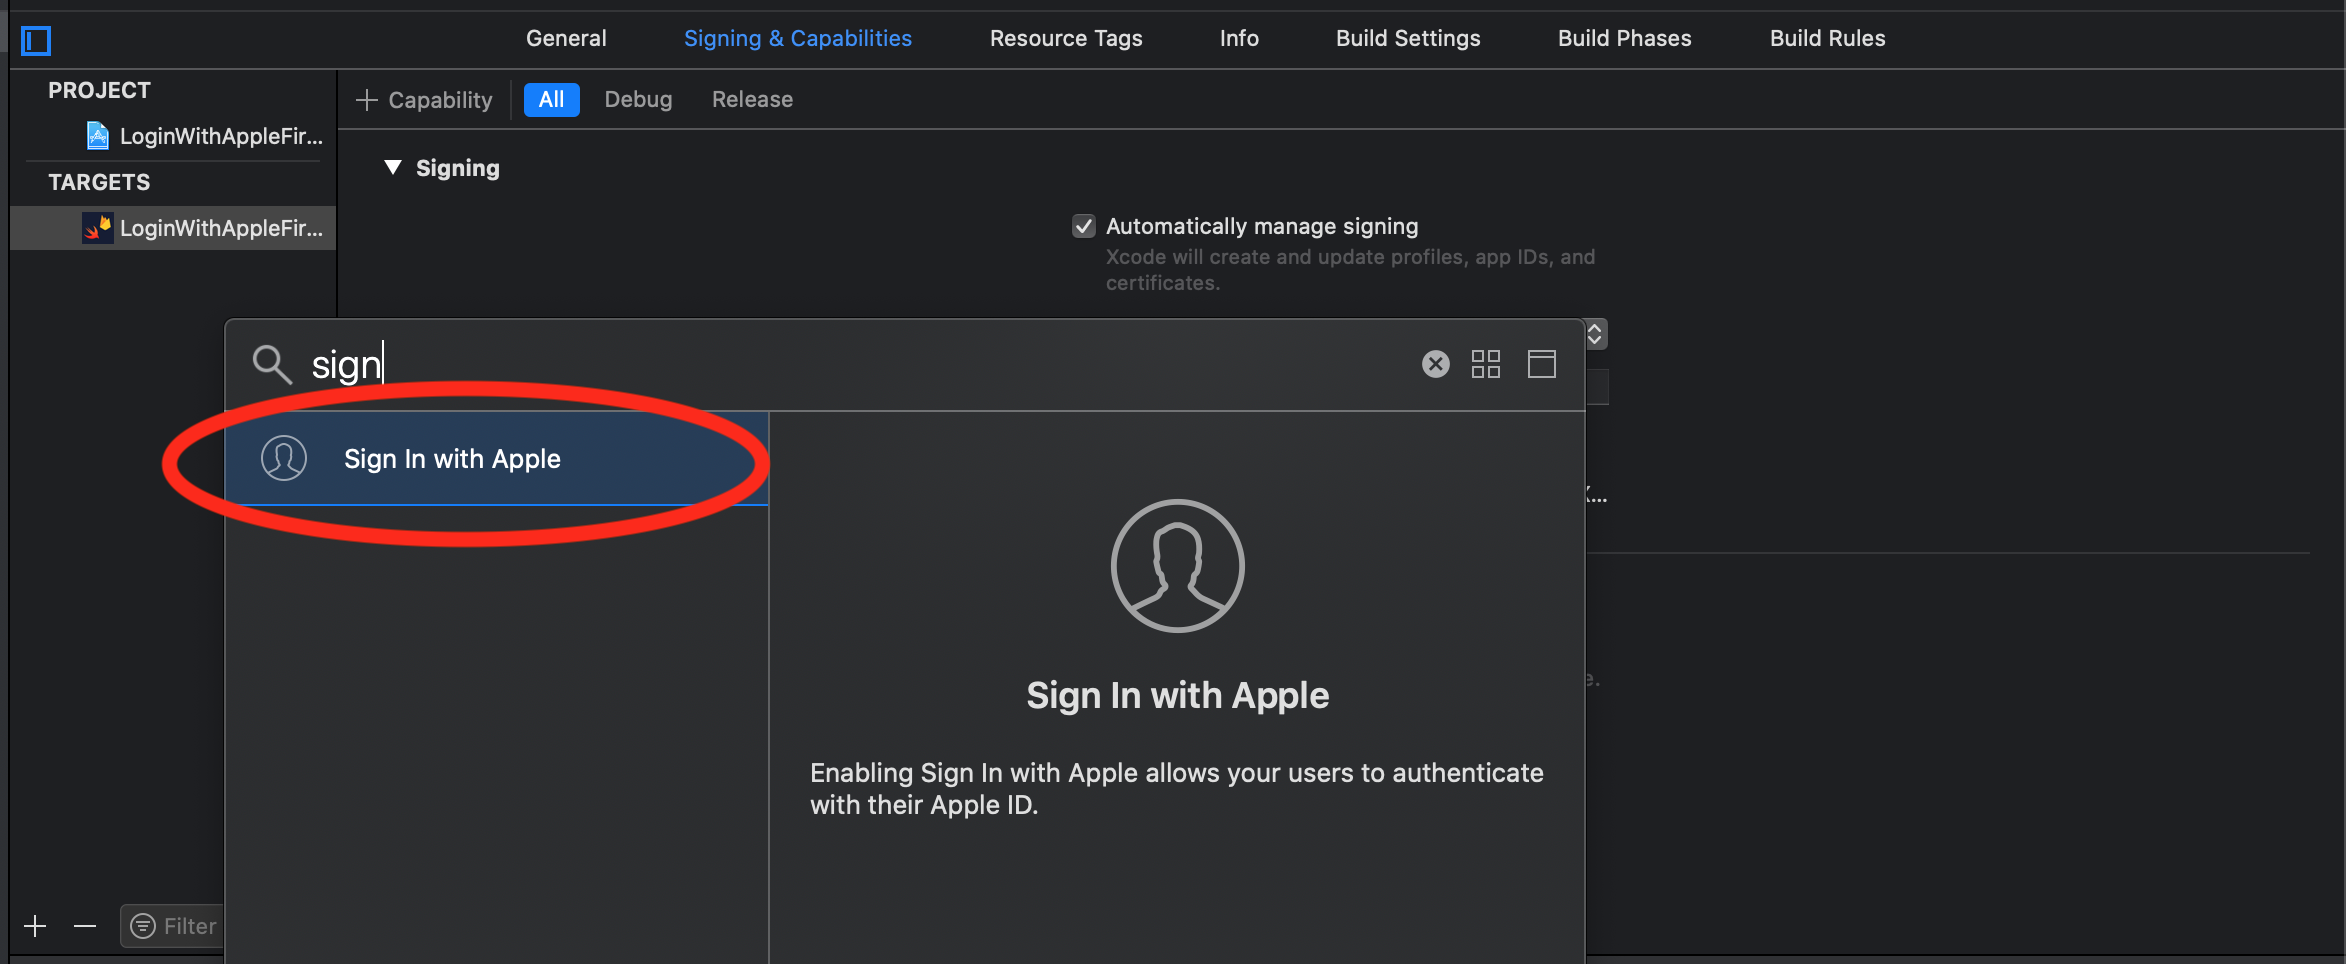 General Signing & Capabilities Resource Tags Info Build Settings Build Phases Build Rules
PROJECT
LoginWithAppleFir...
TARGETS
LoginWithAppleFir...
+ Capability All Debug Release
Signing
Automatically manage signing
Xcode will create and update profiles, app IDs, and
certificates.
sign
Sign In with Apple
Sign In with Apple
Enabling Sign In with Apple allows your users to authenticate
with their Apple ID.
Filter